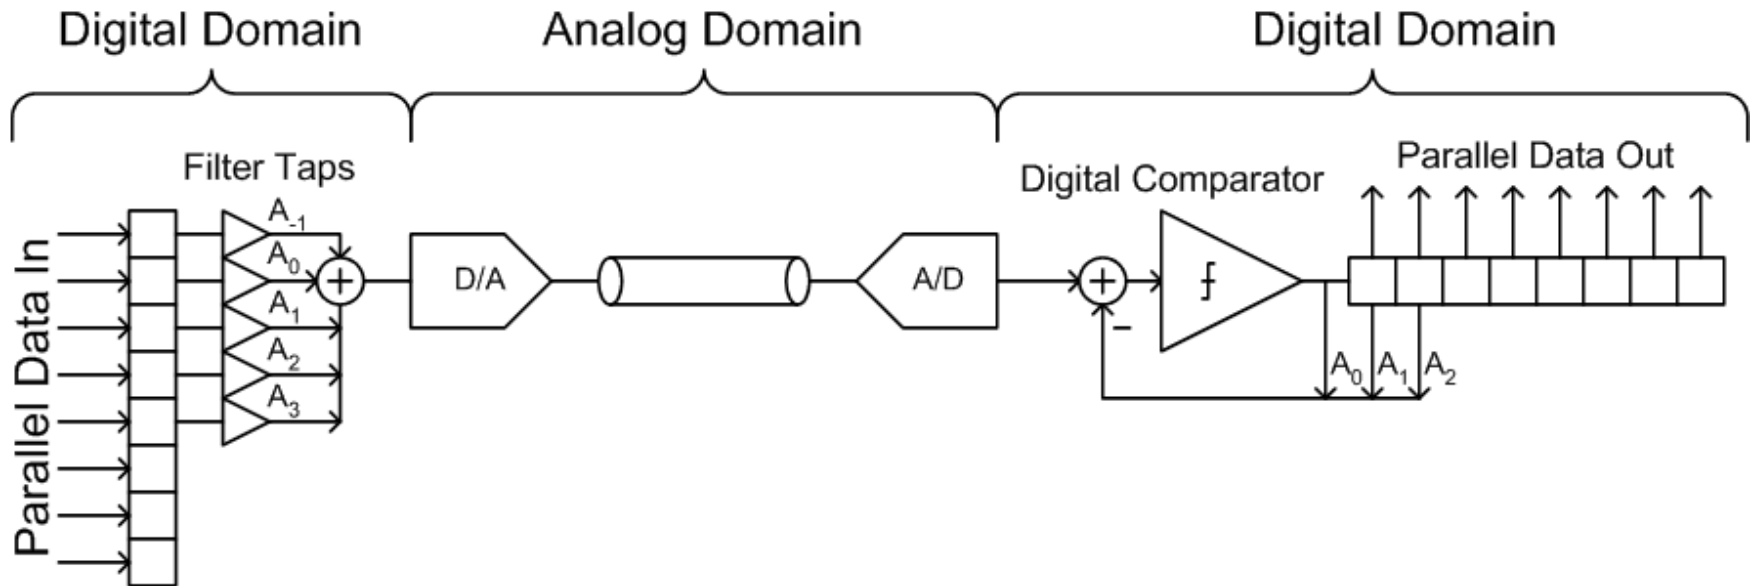 Digital Domain
Analog Domain
Digital Domain
Filter Taps
Parallel Data In
A-1
A0
A1
A2
A3
+
D/A
A/D
Digital Comparator
+
−
Parallel Data Out
A0
A1
A2